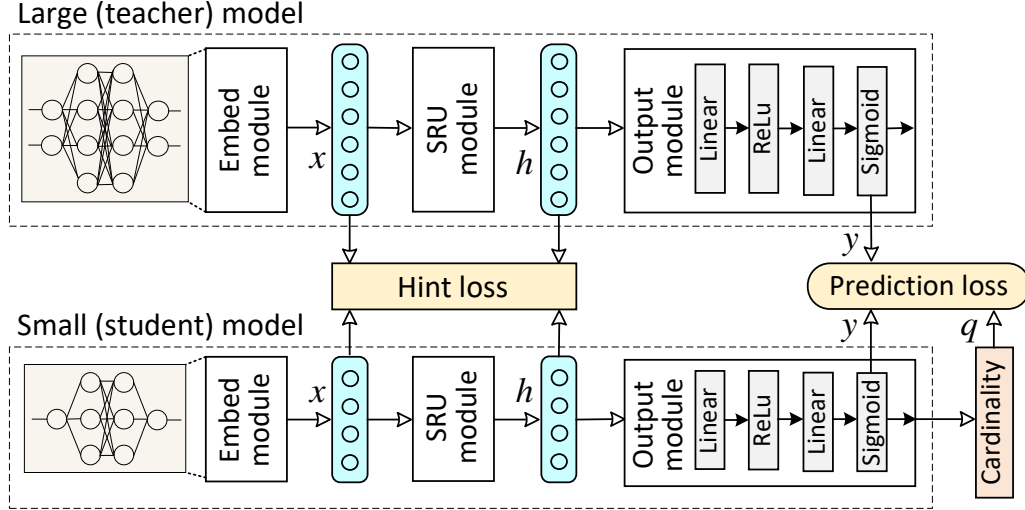 Large (teacher) model
Embed
module
x
SRU
module
h
Output
module
Linear
ReLu
Linear
Sigmoid
y
Hint loss
Prediction loss
Small (student) model
y
q
Embed
module
x
SRU
module
h
Output
module
Linear
ReLu
Linear
Sigmoid
Cardinality